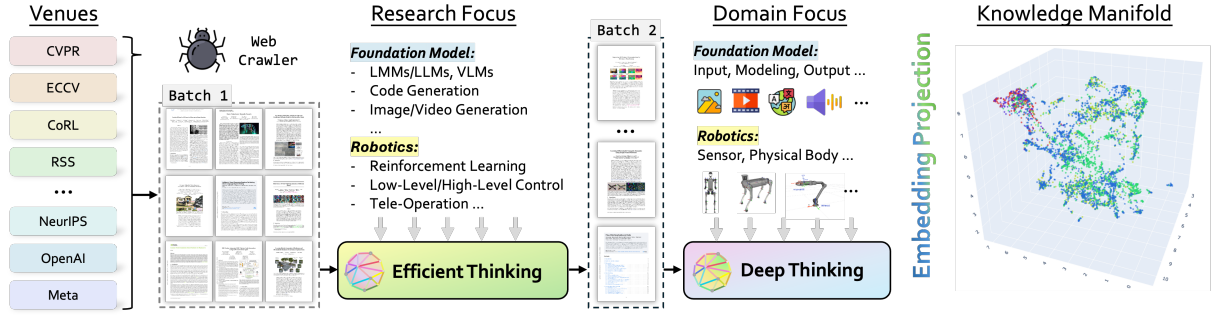 Venues
CVPR
ECCV
CoRL
RSS
...
NeurIPS
OpenAI
Meta
Web
Crawler
Batch 1
Research Focus
Foundation Model:
- LMMs/LLMs, VLMs
- Code Generation
- Image/Video Generation
...
Robotics:
- Reinforcement Learning
- Low-Level/High-Level Control
- Tele-Operation ...
Efficient Thinking
Batch 2
...
Domain Focus
Foundation Model:
Input, Modeling, Output ...
...
Robotics:
Sensor, Physical Body ...
...
Deep Thinking
Embedding Projection
Knowledge Manifold